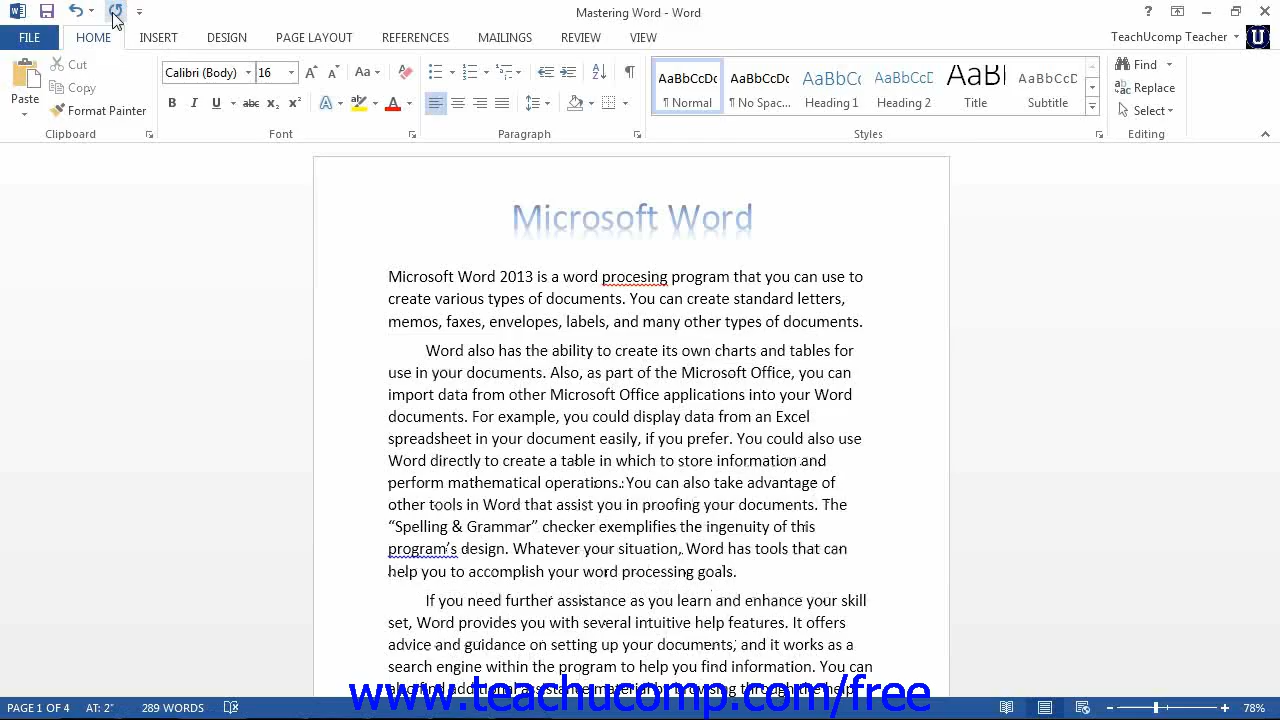 Mastering Word - Word
FILE HOME INSERT DESIGN PAGE LAYOUT REFERENCES MAILINGS REVIEW VIEW TeachUcomp Teacher
Paste
Cut
Copy
Format Painter
Clipboard
Calibri (Body) 16
Font
Paragraph
AaBbCcDc AaBbCcDc AaBbCc AaBbCcD AaBl AaBbCcD
¶ Normal ¶ No Spac... Heading 1 Heading 2 Title Subtitle
Styles
Find
Replace
Select
Editing
Microsoft Word
Microsoft Word 2013 is a word procesing program that you can use to
create various types of documents. You can create standard letters,
memos, faxes, envelopes, labels, and many other types of documents.
Word also has the ability to create its own charts and tables for
use in your documents. Also, as part of the Microsoft Office, you can
import data from other Microsoft Office applications into your Word
documents. For example, you could display data from an Excel
spreadsheet in your document easily, if you prefer. You could also use
Word directly to create a table in which to store information and
perform mathematical operations. You can also take advantage of
other tools in Word that assist you in proofing your documents. The
“Spelling & Grammar” checker exemplifies the ingenuity of this
program’s design. Whatever your situation, Word has tools that can
help you to accomplish your word processing goals.
If you need further assistance as you learn and enhance your skill
set, Word provides you with several intuitive help features. It offers
advice and guidance on setting up your documents, and it works as a
search engine within the program to help you find information. You can
also find additional assistance material by browsing through the help
www.teachucomp.com/free
PAGE 1 OF 4 AT: 2" 289 WORDS 78%